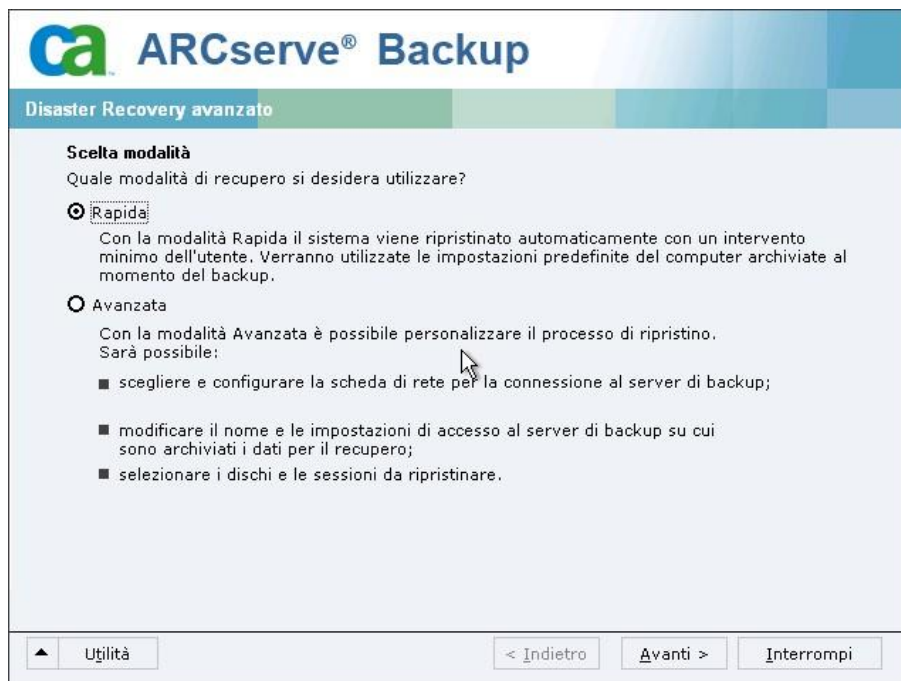 ca ARCserve® Backup
Disaster Recovery avanzato
Scelta modalità
Quale modalità di recupero si desidera utilizzare?
Rapida
Con la modalità Rapida il sistema viene ripristinato automaticamente con un intervento
minimo dell'utente. Verranno utilizzate le impostazioni predefinite del computer archiviate al
momento del backup.
Avanzata
Con la modalità Avanzata è possibile personalizzare il processo di ripristino.
Sarà possibile:
scegliere e configurare la scheda di rete per la connessione al server di backup;
modificare il nome e le impostazioni di accesso al server di backup su cui
sono archiviati i dati per il recupero;
selezionare i dischi e le sessioni da ripristinare.
Utilità
< Indietro
Avanti >
Interrompi